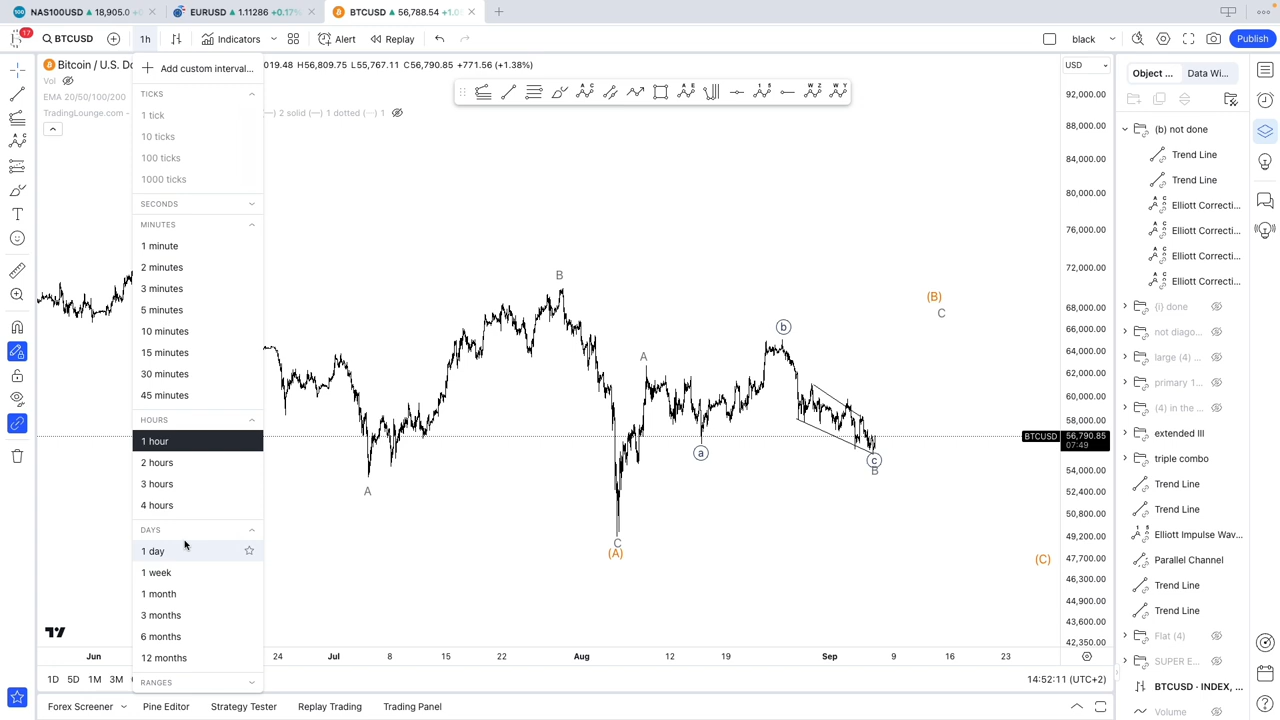 NAS100USD ▲ 18,905.0 +0
EURUSD ▲ 1.11286 +0.17%
BTCUSD ▲ 56,788.54 +1.0
17
BTCUSD
1h
Indicators
Alert
Replay
black
Publish
Bitcoin / U.S. Do
019.48 H56,809.75 L55,767.11 C56,790.85 +771.56 (+1.38%)
Vol
EMA 20/50/100/200
TradingLounge.com -
2 solid (—) 1 dotted (···) 1
Add custom interval...
TICKS
1 tick
10 ticks
100 ticks
1000 ticks
SECONDS
MINUTES
1 minute
2 minutes
3 minutes
5 minutes
10 minutes
15 minutes
30 minutes
45 minutes
HOURS
1 hour
2 hours
3 hours
4 hours
DAYS
1 day
1 week
1 month
3 months
6 months
12 months
RANGES
B
A
C
(A)
A
a
b
c
B
(B)
C
(C)
USD
92,000.00
88,000.00
84,000.00
80,000.00
76,000.00
72,000.00
68,000.00
66,000.00
64,000.00
62,000.00
60,000.00
58,000.00
BTCUSD 56,790.85
07:49
54,000.00
52,400.00
50,800.00
49,200.00
47,700.00
46,300.00
44,900.00
43,600.00
42,350.00
Jun
24
Jul
8
15
22
Aug
12
19
Sep
9
16
23
1D 5D 1M 3M
14:52:11 (UTC+2)
Forex Screener
Pine Editor
Strategy Tester
Replay Trading
Trading Panel
Object ...
Data Wi...
(b) not done
Trend Line
Trend Line
Elliott Correcti...
Elliott Correcti...
Elliott Correcti...
Elliott Correcti...
(i) done
not diago...
large (4) ...
primary 1...
(4) in the ...
extended III
triple combo
Trend Line
Trend Line
Elliott Impulse Wav...
Parallel Channel
Trend Line
Trend Line
Flat (4)
SUPER E...
BTCUSD · INDEX, ...
Volume